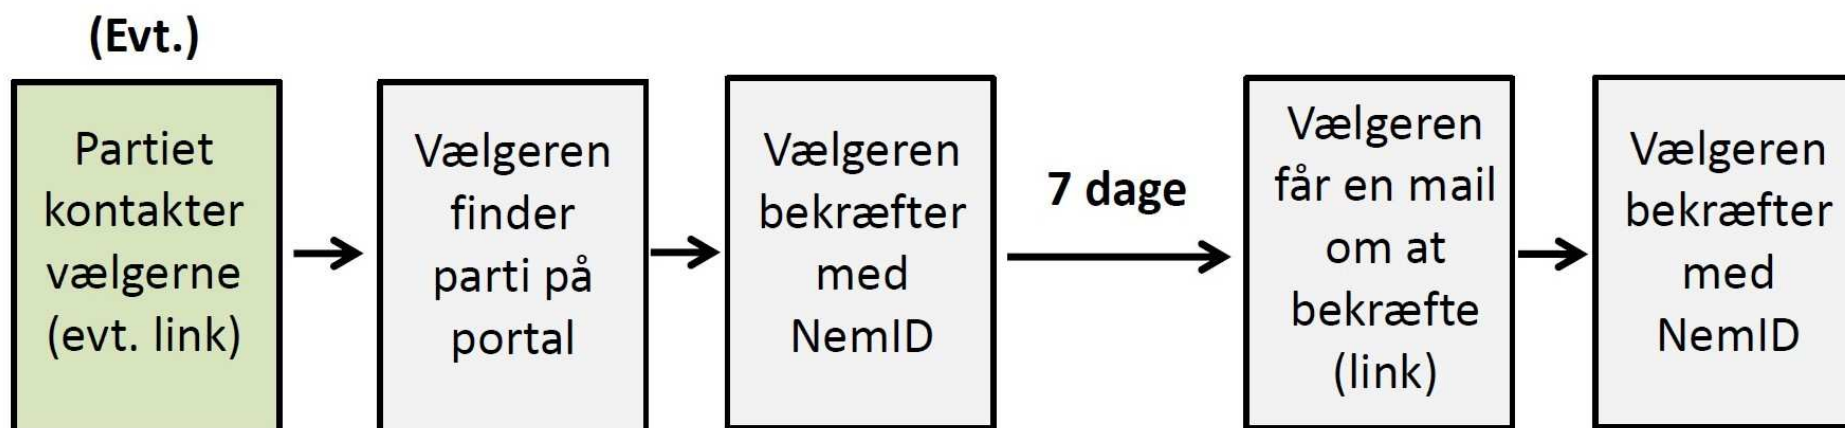 (Evt.)
Partiet
kontakter
vælgerne
(evt. link)
Vælgeren
finder
parti på
portal
Vælgeren
bekræfter
med
NemID
7 dage
Vælgeren
får en mail
om at
bekræfte
(link)
Vælgeren
bekræfter
med
NemID